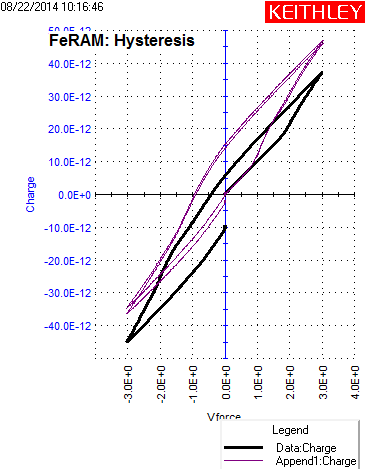 08/22/2014 10:16:46
KEITHLEY
FeRAM: Hysteresis
50.0E-12
40.0E-12
30.0E-12
20.0E-12
10.0E-12
0.0E+0
-10.0E-12
-20.0E-12
-30.0E-12
-40.0E-12
Charge
-3.0E+0
-2.0E+0
-1.0E+0
0.0E+0
1.0E+0
2.0E+0
3.0E+0
4.0E+0
Vforce
Legend
Data:Charge
Append1:Charge